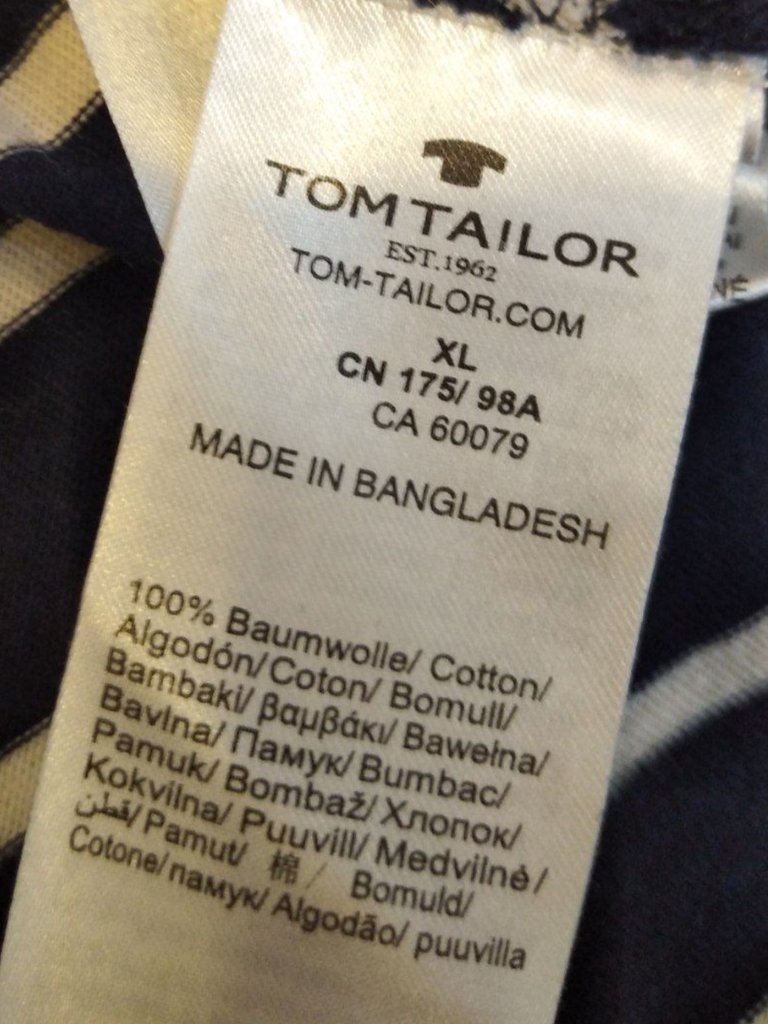 TOM TAILOR
EST.1962
TOM-TAILOR.COM
XL
CN 175/ 98A
CA 60079
MADE IN BANGLADESH
100% Baumwolle/ Cotton/
Algodón/Coton/ Bomull/
Bambaki/ βαμβάκι/ Bawełna/
Bavlna/ Памук/ Bumbac/
Pamuk/ Bombaž/ Хлопок/
Kokvilna/ Puuvill/ Medvilnė/
قطن/ Pamut/ 棉/ Bomuld/
Cotone/памук/ Algodão/ puuvilla
NÉ